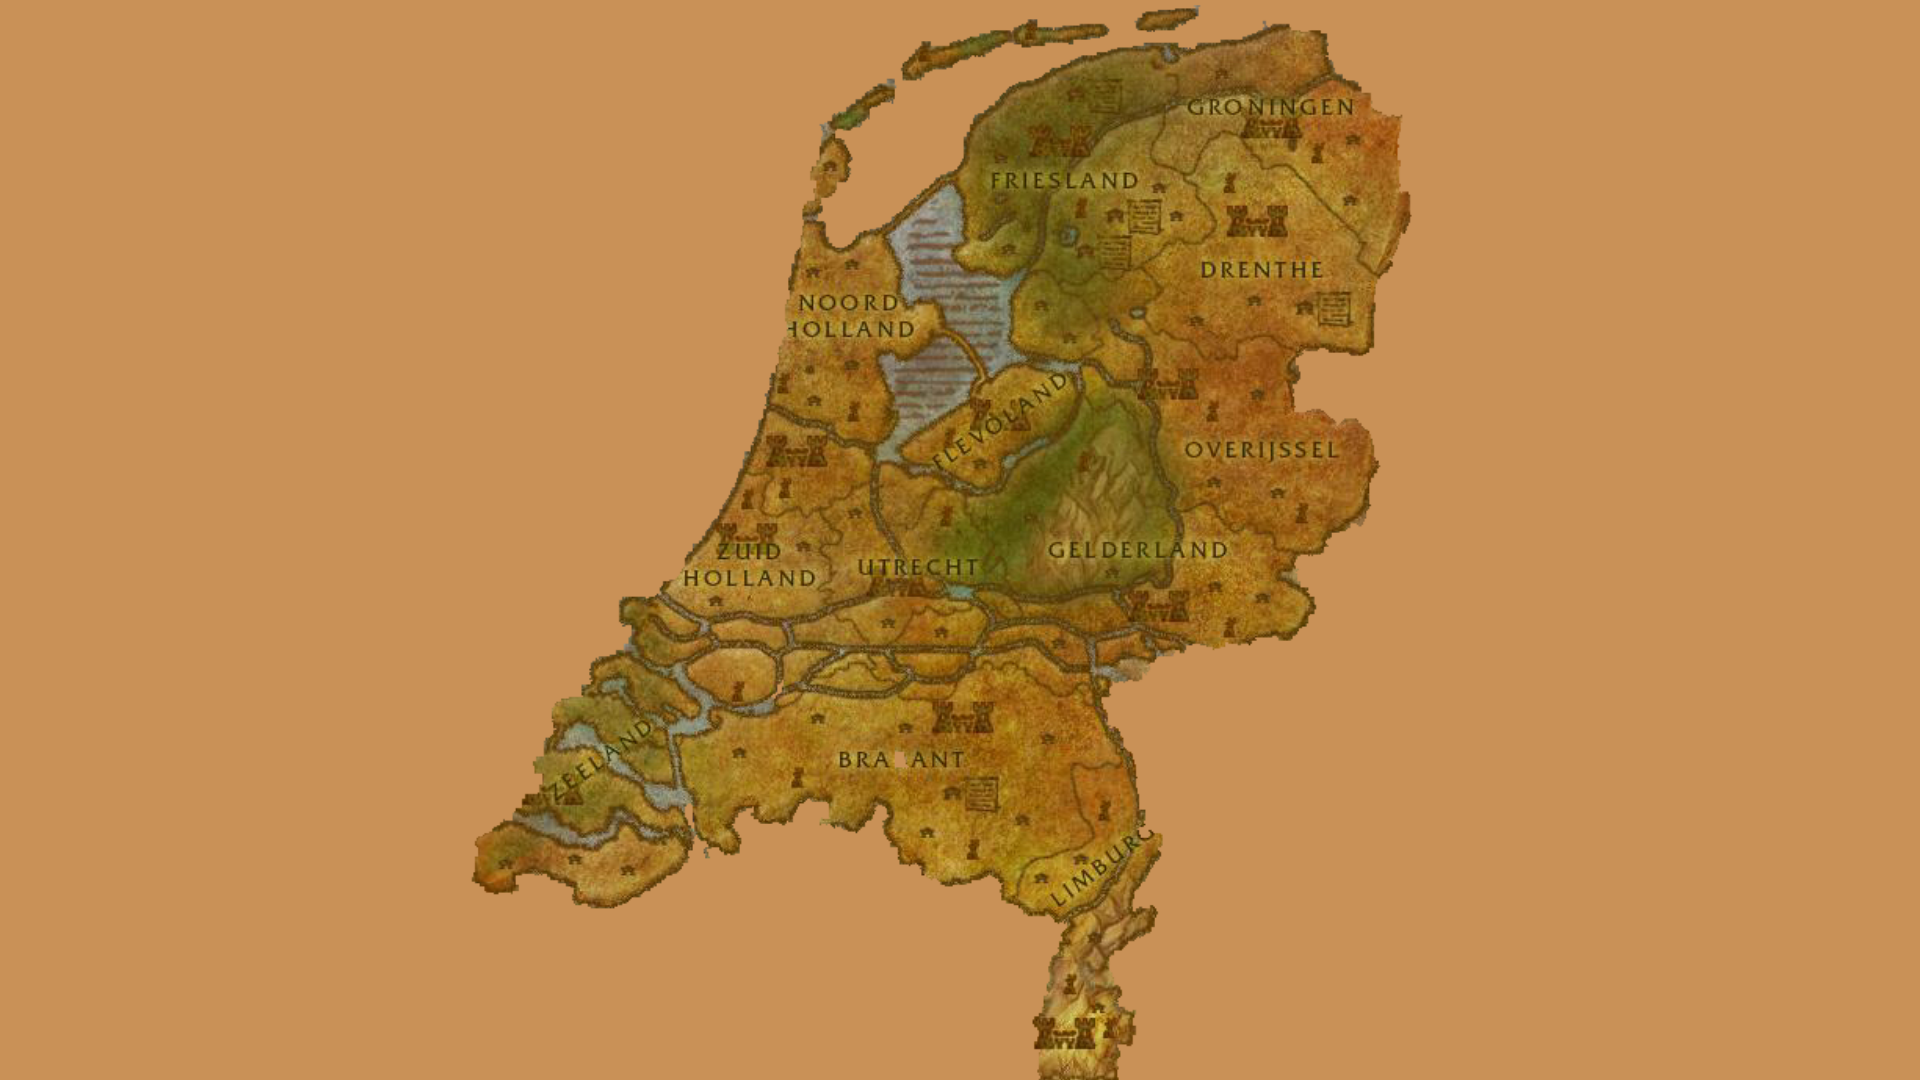 GRONINGEN
FRIESLAND
DRENTHE
NOORD
HOLLAND
FLEVOLAND
OVERIJSSEL
ZUID
HOLLAND
UTRECHT
GELDERLAND
ZEELAND
BRA ANT
LIMBURG